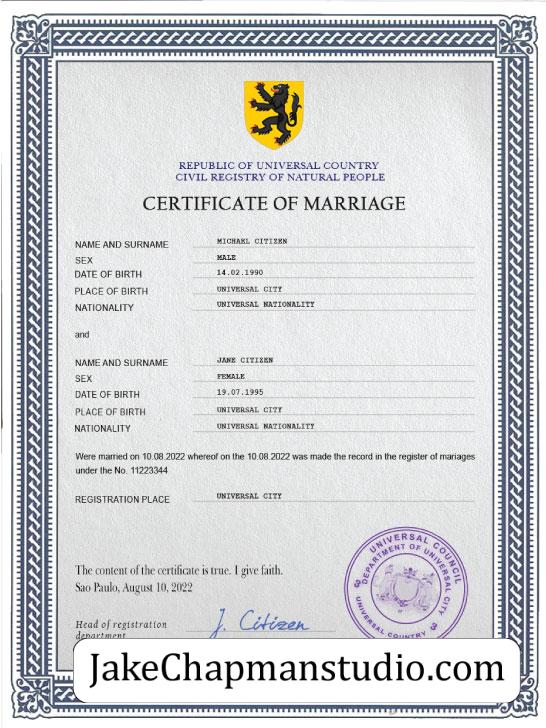 REPUBLIC OF UNIVERSAL COUNTRY
CIVIL REGISTRY OF NATURAL PEOPLE
CERTIFICATE OF MARRIAGE
NAME AND SURNAME MICHAEL CITIZEN
SEX MALE
DATE OF BIRTH 14.02.1990
PLACE OF BIRTH UNIVERSAL CITY
NATIONALITY UNIVERSAL NATIONALITY
and
NAME AND SURNAME JANE CITIZEN
SEX FEMALE
DATE OF BIRTH 19.07.1995
PLACE OF BIRTH UNIVERSAL CITY
NATIONALITY UNIVERSAL NATIONALITY
Were married on 10.08.2022 whereof on the 10.08.2022 was made the record in the register of mariages
under the No. 11223344
REGISTRATION PLACE UNIVERSAL CITY
UNIVERSAL COUNCIL
DEPARTMENT OF UNIVERSAL CITY
UNIVERSAL COUNTRY
The content of the certificate is true. I give faith.
Sao Paulo, August 10, 2022
Head of registration J. Citizen
department
JakeChapmanstudio.com